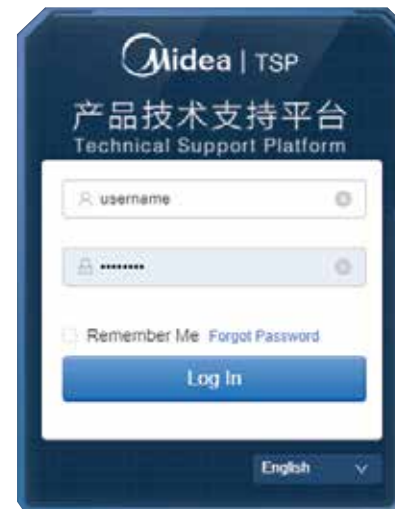 Midea | TSP
产品技术支持平台
Technical Support Platform
username
••••••••
Remember Me Forgot Password
Log In
English